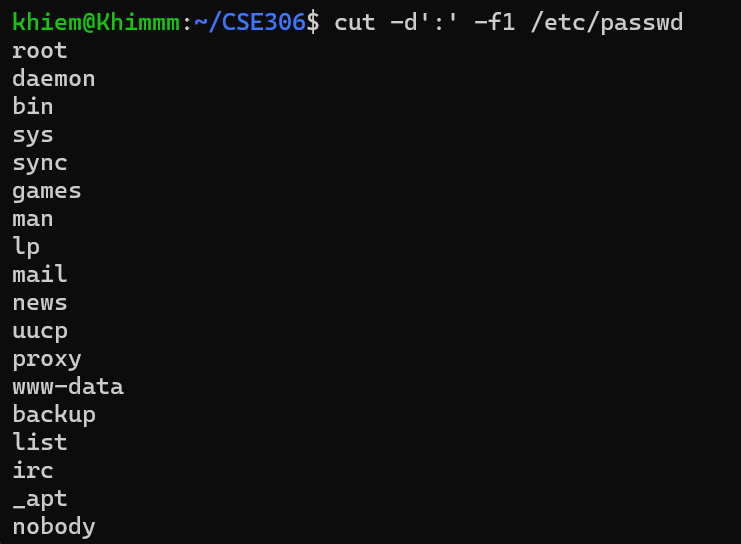 khiem@Khimmm:~/CSE306$ cut -d':' -f1 /etc/passwd
root
daemon
bin
sys
sync
games
man
lp
mail
news
uucp
proxy
www-data
backup
list
irc
_apt
nobody